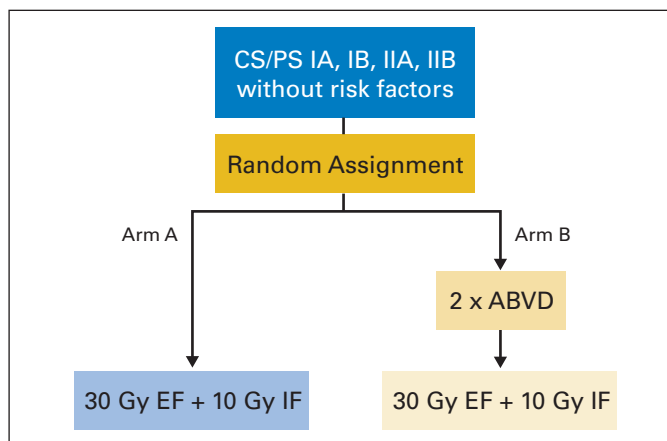 CS/PS IA, IB, IIA, IIB
without risk factors
Random Assignment
Arm A
Arm B
2 x ABVD
30 Gy EF + 10 Gy IF
30 Gy EF + 10 Gy IF